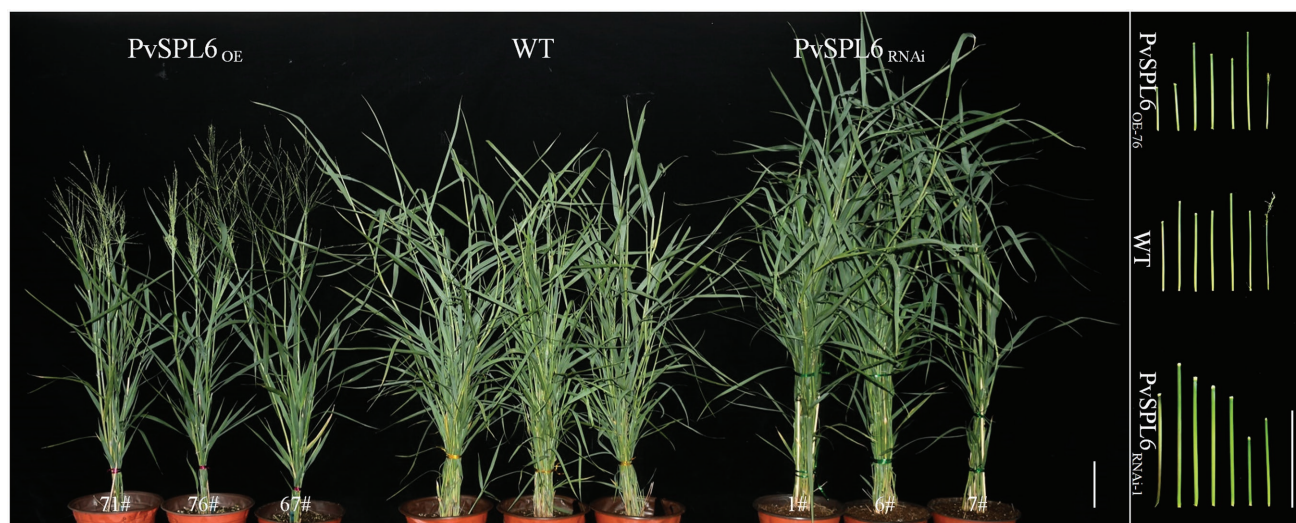 PvSPL6 OE
WT
PvSPL6 RNAi
71#
76#
67#
1#
6#
7#
PvSPL6 OE-76
WT
PvSPL6 RNAi-1